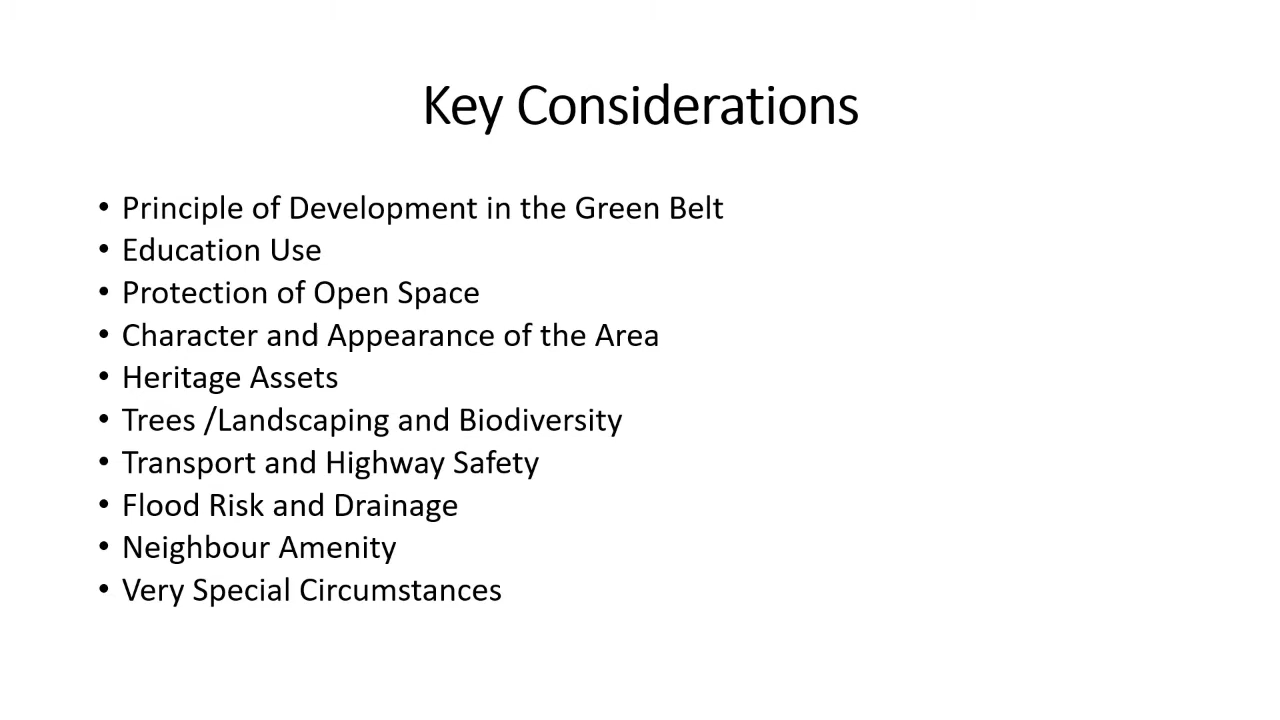 Key Considerations
• Principle of Development in the Green Belt
• Education Use
• Protection of Open Space
• Character and Appearance of the Area
• Heritage Assets
• Trees /Landscaping and Biodiversity
• Transport and Highway Safety
• Flood Risk and Drainage
• Neighbour Amenity
• Very Special Circumstances